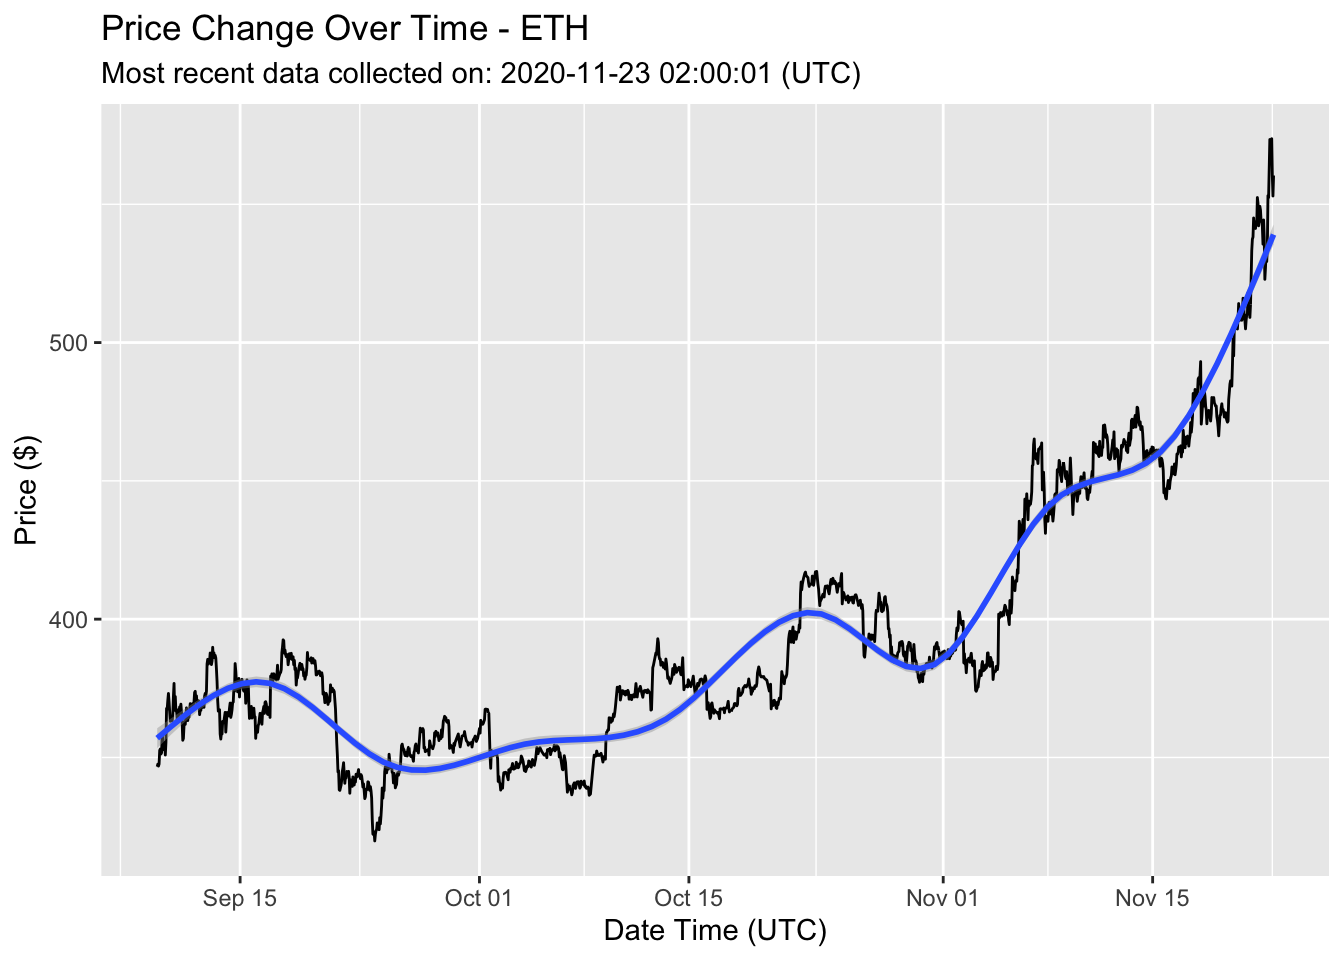 Price Change Over Time - ETH
Most recent data collected on: 2020-11-23 02:00:01 (UTC)
Price ($)
500
400
Sep 15
Oct 01
Oct 15
Nov 01
Nov 15
Date Time (UTC)